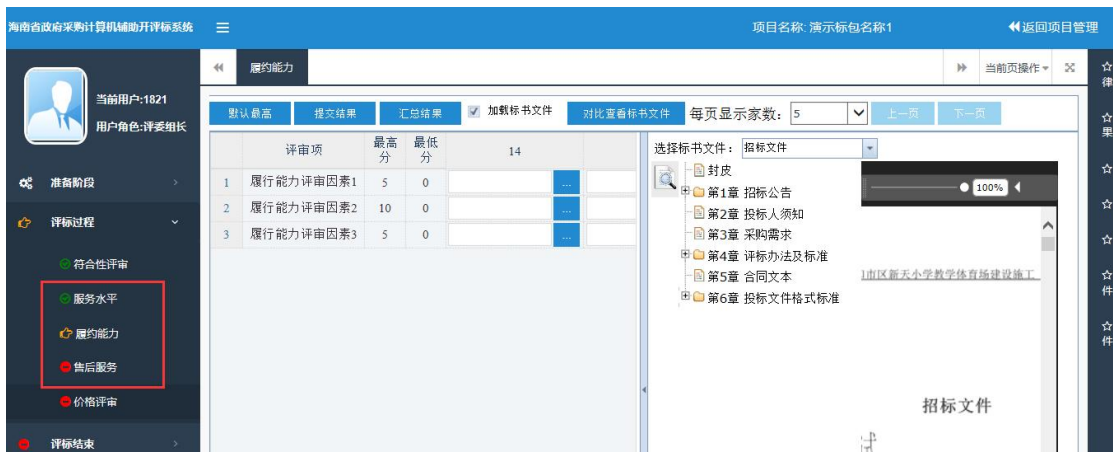 海南省政府采购计算机辅助开评标系统
项目名称: 演示标包名称1
返回项目管理
履约能力
当前页操作
当前用户:1821
用户角色:评委组长
准备阶段
评标过程
符合性评审
服务水平
履约能力
售后服务
价格评审
评标结束
默认最高 提交结果 汇总结果 加载标书文件 对比查看标书文件 每页显示家数: 5 上一页 下一页
评审项 最高分 最低分 14
1 履行能力评审因素1 5 0 ...
2 履行能力评审因素2 10 0 ...
3 履行能力评审因素3 5 0 ...
选择标书文件: 招标文件
封皮
第1章 招标公告
第2章 投标人须知
第3章 采购需求
第4章 评标办法及标准
第5章 合同文本
第6章 投标文件格式标准
100%
市区新天小学教学体育场建设施工
招标文件
律
果
件
件